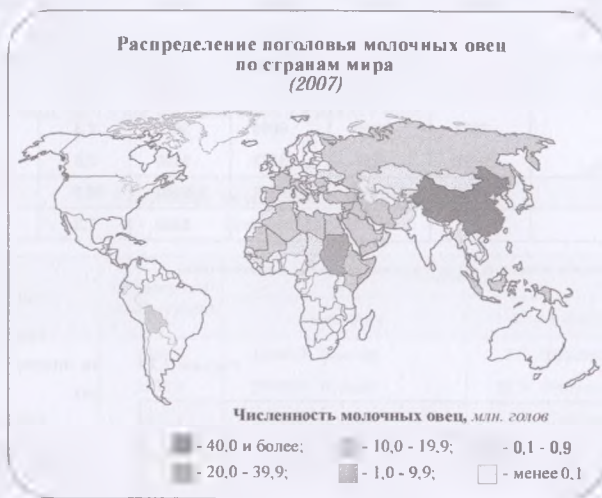 Распределение поголовья молочных овец
по странам мира
(2007)
Численность молочных овец, млн. голов
- 40,0 и более; - 10,0 - 19,9; - 0,1 - 0,9
- 20,0 - 39,9; - 1,0 - 9,9; - менее 0,1